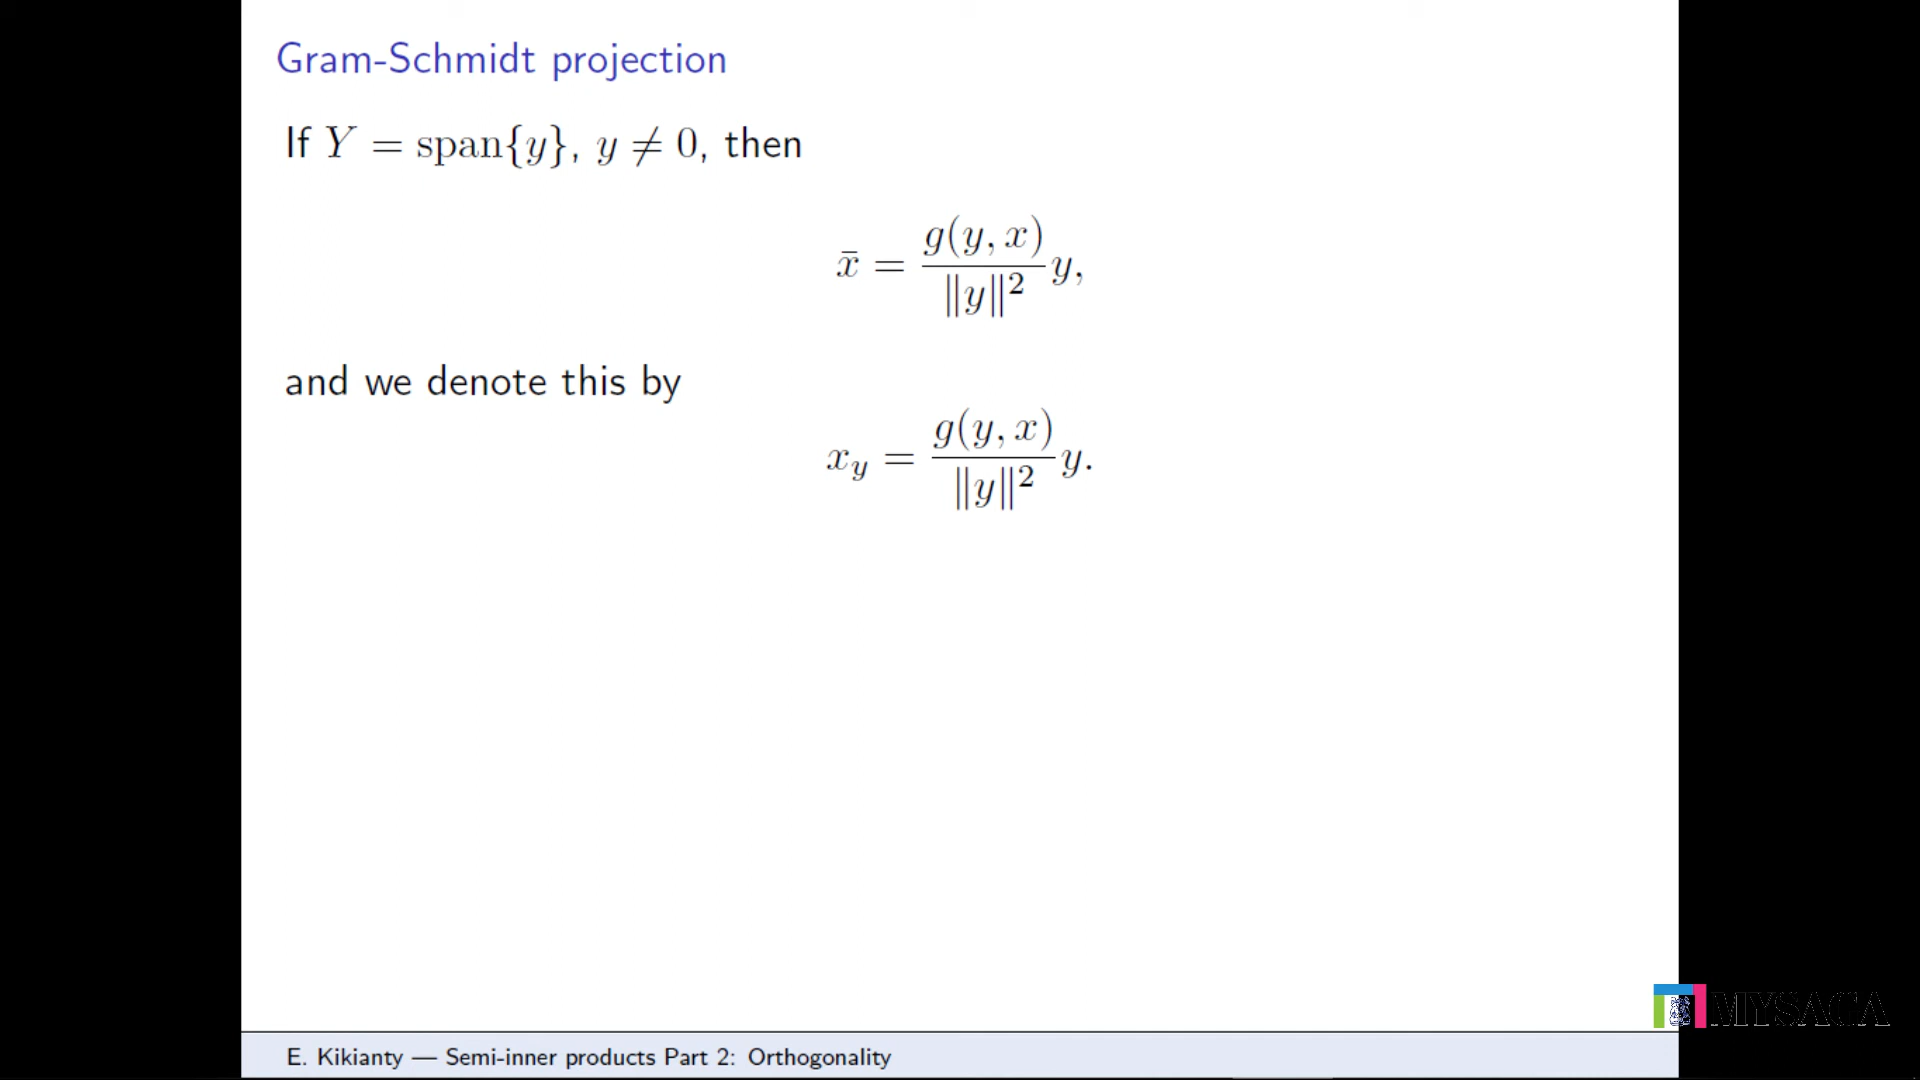 Gram-Schmidt projection
If Y = span{y}, y ≠ 0, then
x̄ = g(y, x) / ‖y‖² y,
and we denote this by
x_y = g(y, x) / ‖y‖² y.
MYSACA
E. Kikianty — Semi-inner products Part 2: Orthogonality